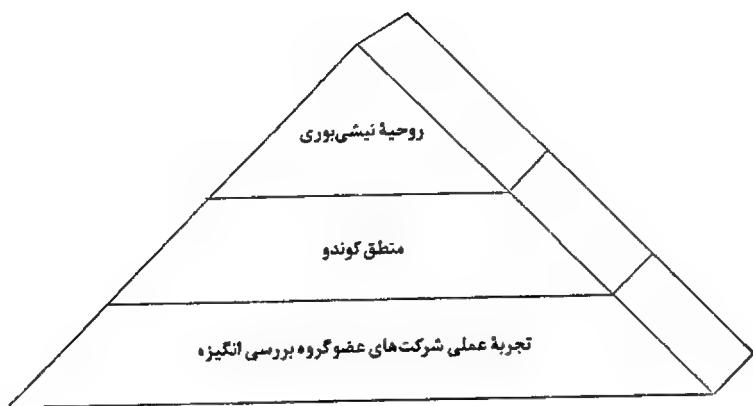 روحیهٔ نیشی‌بوری
منطق کوندو
تجربهٔ عملی شرکت‌های عضو گروه بررسی انگیزه